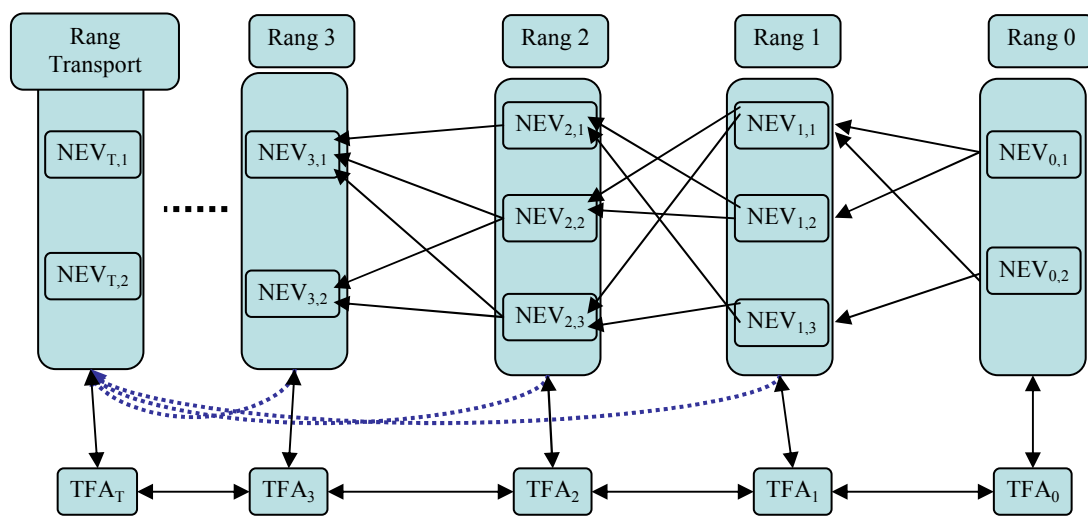 Rang
Transport
Rang 3
Rang 2
Rang 1
Rang 0
NEV2,1
NEV1,1
NEVT,1
NEV3,1
NEV0,1
.......
NEV2,2
NEV1,2
NEVT,2
NEV0,2
NEV3,2
NEV2,3
NEV1,3
TFAT
TFA3
TFA2
TFA1
TFA0